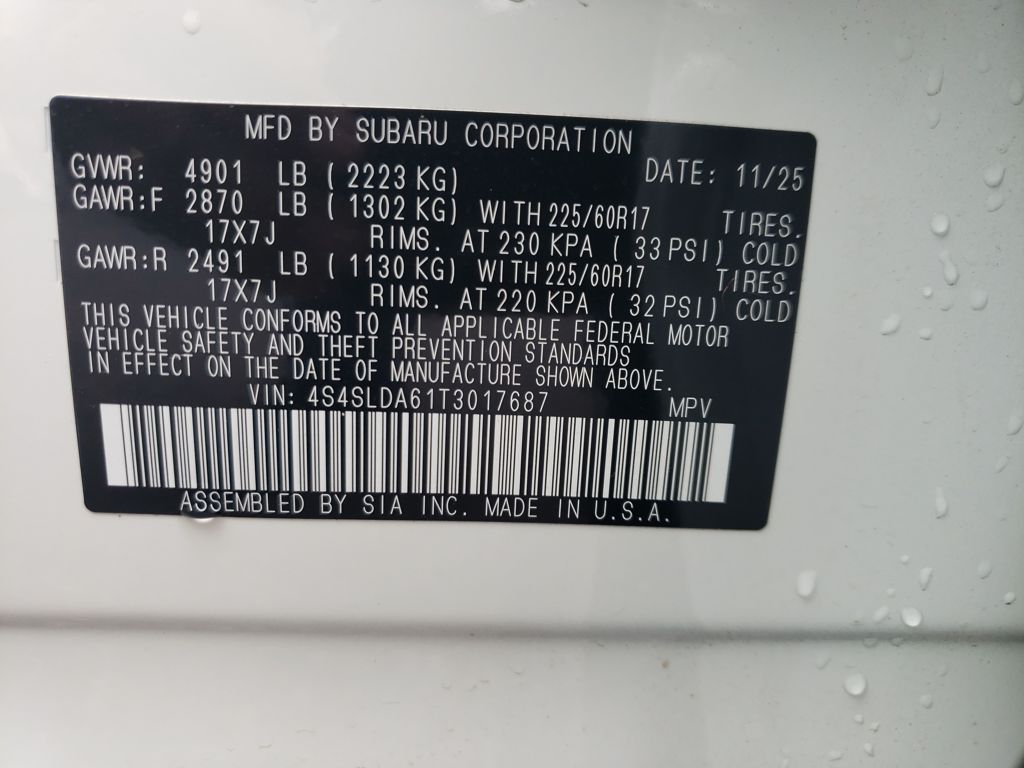 MFD BY SUBARU CORPORATION
GVWR: 4901 LB ( 2223 KG) DATE: 11/25
GAWR:F 2870 LB ( 1302 KG) WITH 225/60R17 TIRES.
17X7J RIMS. AT 230 KPA ( 33 PSI) COLD
GAWR:R 2491 LB ( 1130 KG) WITH 225/60R17 TIRES.
17X7J RIMS. AT 220 KPA ( 32 PSI) COLD
THIS VEHICLE CONFORMS TO ALL APPLICABLE FEDERAL MOTOR
VEHICLE SAFETY AND THEFT PREVENTION STANDARDS
IN EFFECT ON THE DATE OF MANUFACTURE SHOWN ABOVE.
VIN: 4S4SLDA61T3017687 MPV
ASSEMBLED BY SIA INC. MADE IN U.S.A.